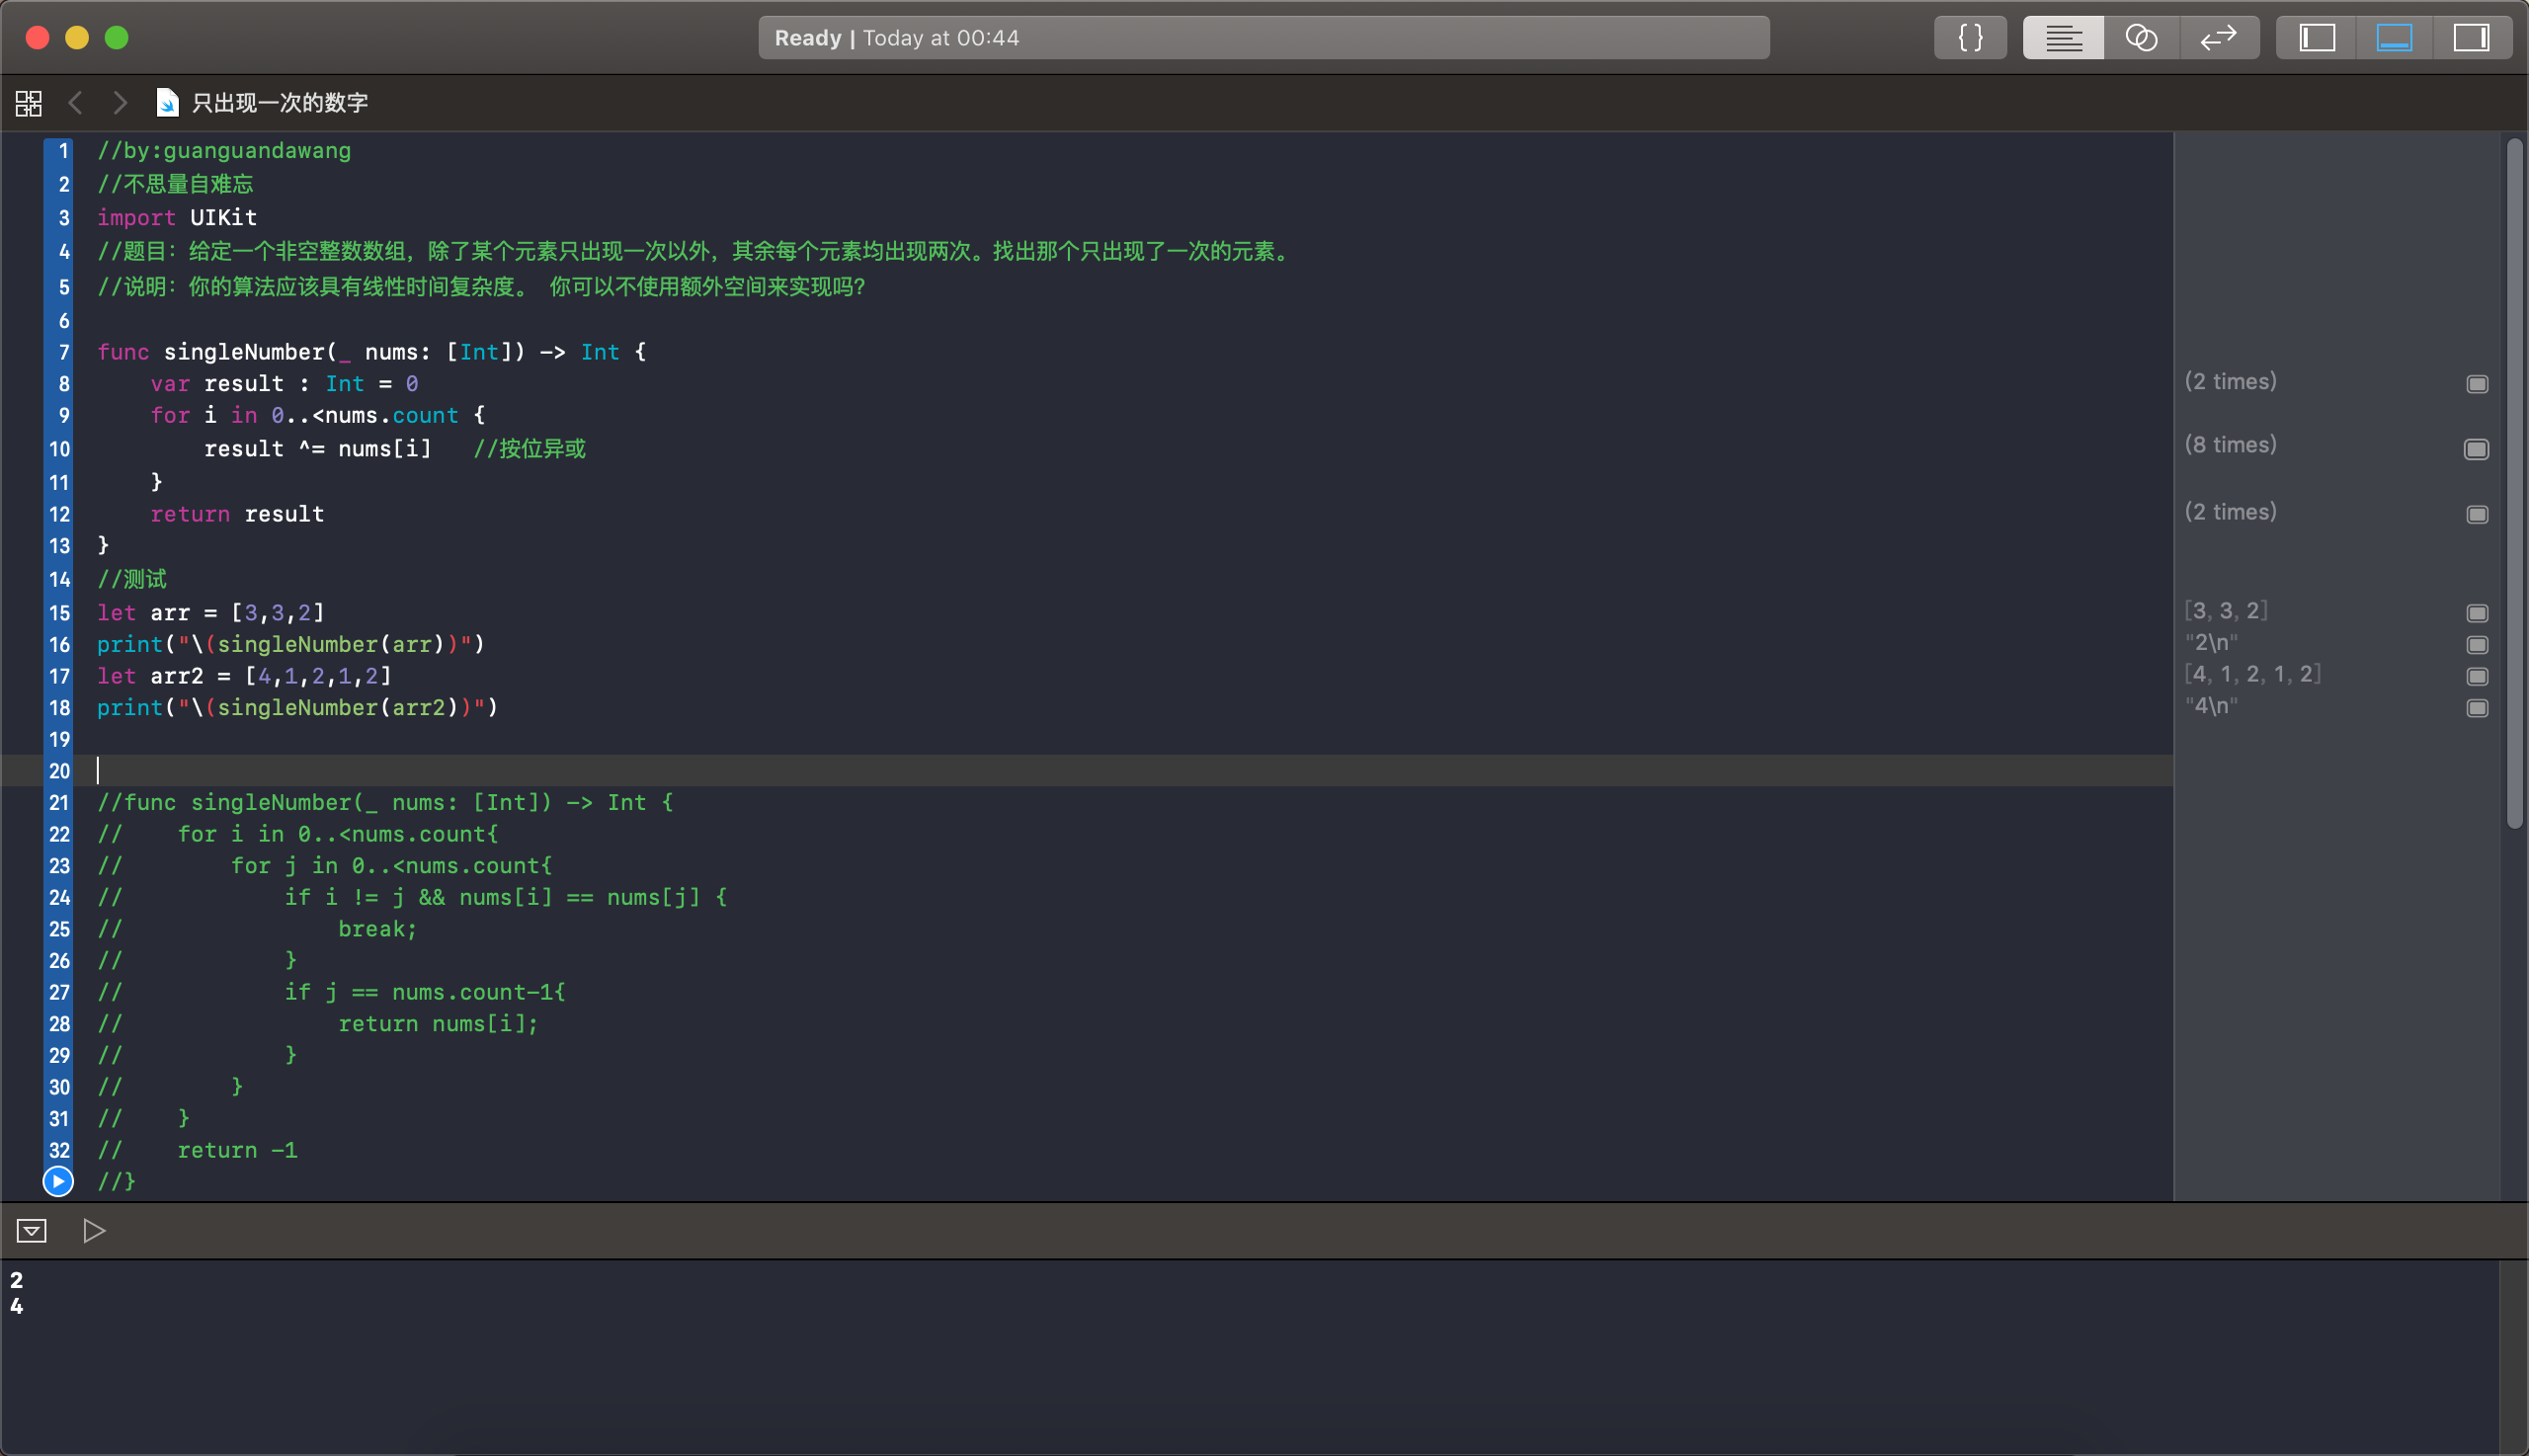 Ready | Today at 00:44
只出现一次的数字
1 //by:guanguandawang
2 //不思量自难忘
3 import UIKit
4 //题目：给定一个非空整数数组，除了某个元素只出现一次以外，其余每个元素均出现两次。找出那个只出现了一次的元素。
5 //说明：你的算法应该具有线性时间复杂度。 你可以不使用额外空间来实现吗？
6
7 func singleNumber(_ nums: [Int]) -> Int {
8     var result : Int = 0 (2 times)
9     for i in 0..<nums.count {
10         result ^= nums[i]   //按位异或 (8 times)
11     }
12     return result (2 times)
13 }
14 //测试
15 let arr = [3,3,2] [3, 3, 2]
16 print("\(singleNumber(arr))") "2\n"
17 let arr2 = [4,1,2,1,2] [4, 1, 2, 1, 2]
18 print("\(singleNumber(arr2))") "4\n"
19
20
21 //func singleNumber(_ nums: [Int]) -> Int {
22 //    for i in 0..<nums.count{
23 //        for j in 0..<nums.count{
24 //            if i != j && nums[i] == nums[j] {
25 //                break;
26 //            }
27 //            if j == nums.count-1{
28 //                return nums[i];
29 //            }
30 //        }
31 //    }
32 //    return -1
//}
2
4